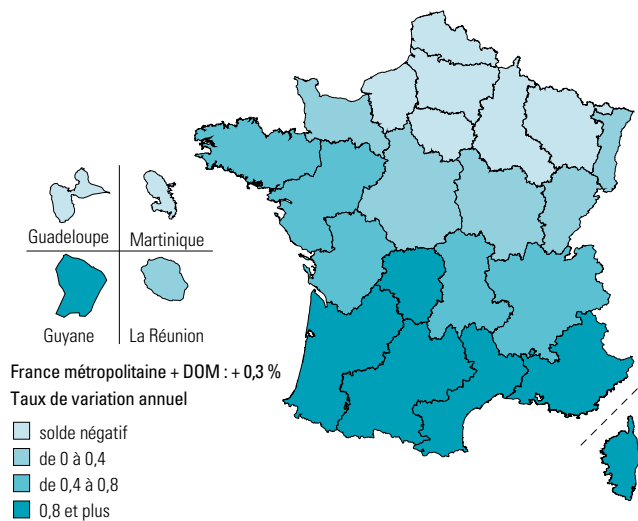 Guadeloupe
Martinique
Guyane
La Réunion
France métropolitaine + DOM : + 0,3 %
Taux de variation annuel
solde négatif
de 0 à 0,4
de 0,4 à 0,8
0,8 et plus